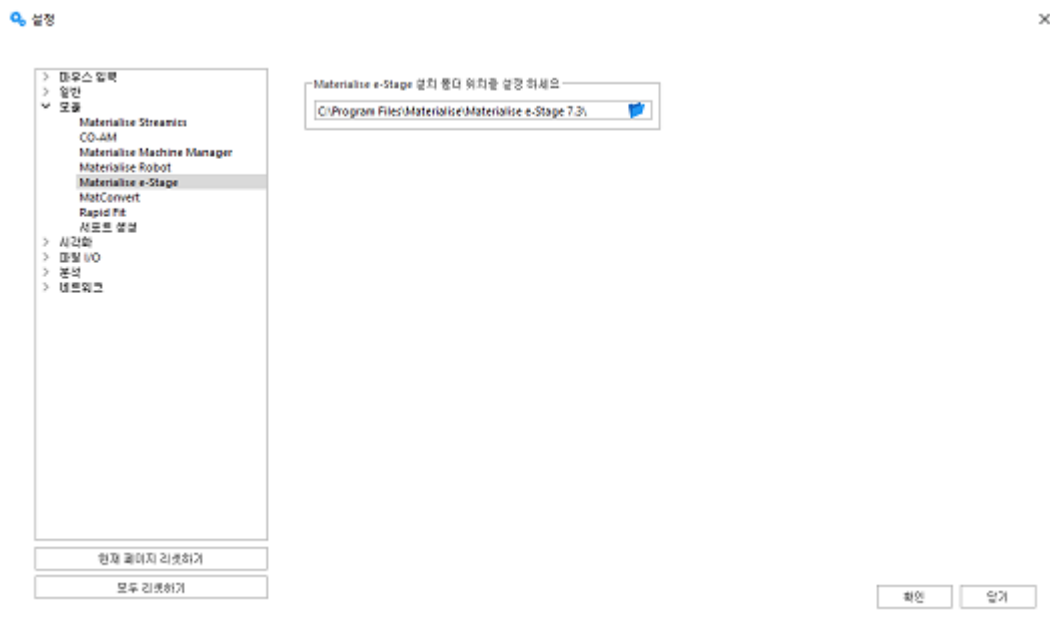 설정
마우스 입력
일반
모듈
Materialise Streamics
CO-AM
Materialise Machine Manager
Materialise Robot
Materialise e-Stage
MatConvert
Rapid Fit
서포트 생성
시각화
파일 I/O
분석
네트워크
Materialise e-Stage 설치 폴더 위치를 설정 하세요
C:\Program Files\Materialise\Materialise e-Stage 7.3\
현재 페이지 리셋하기
모두 리셋하기
확인
닫기